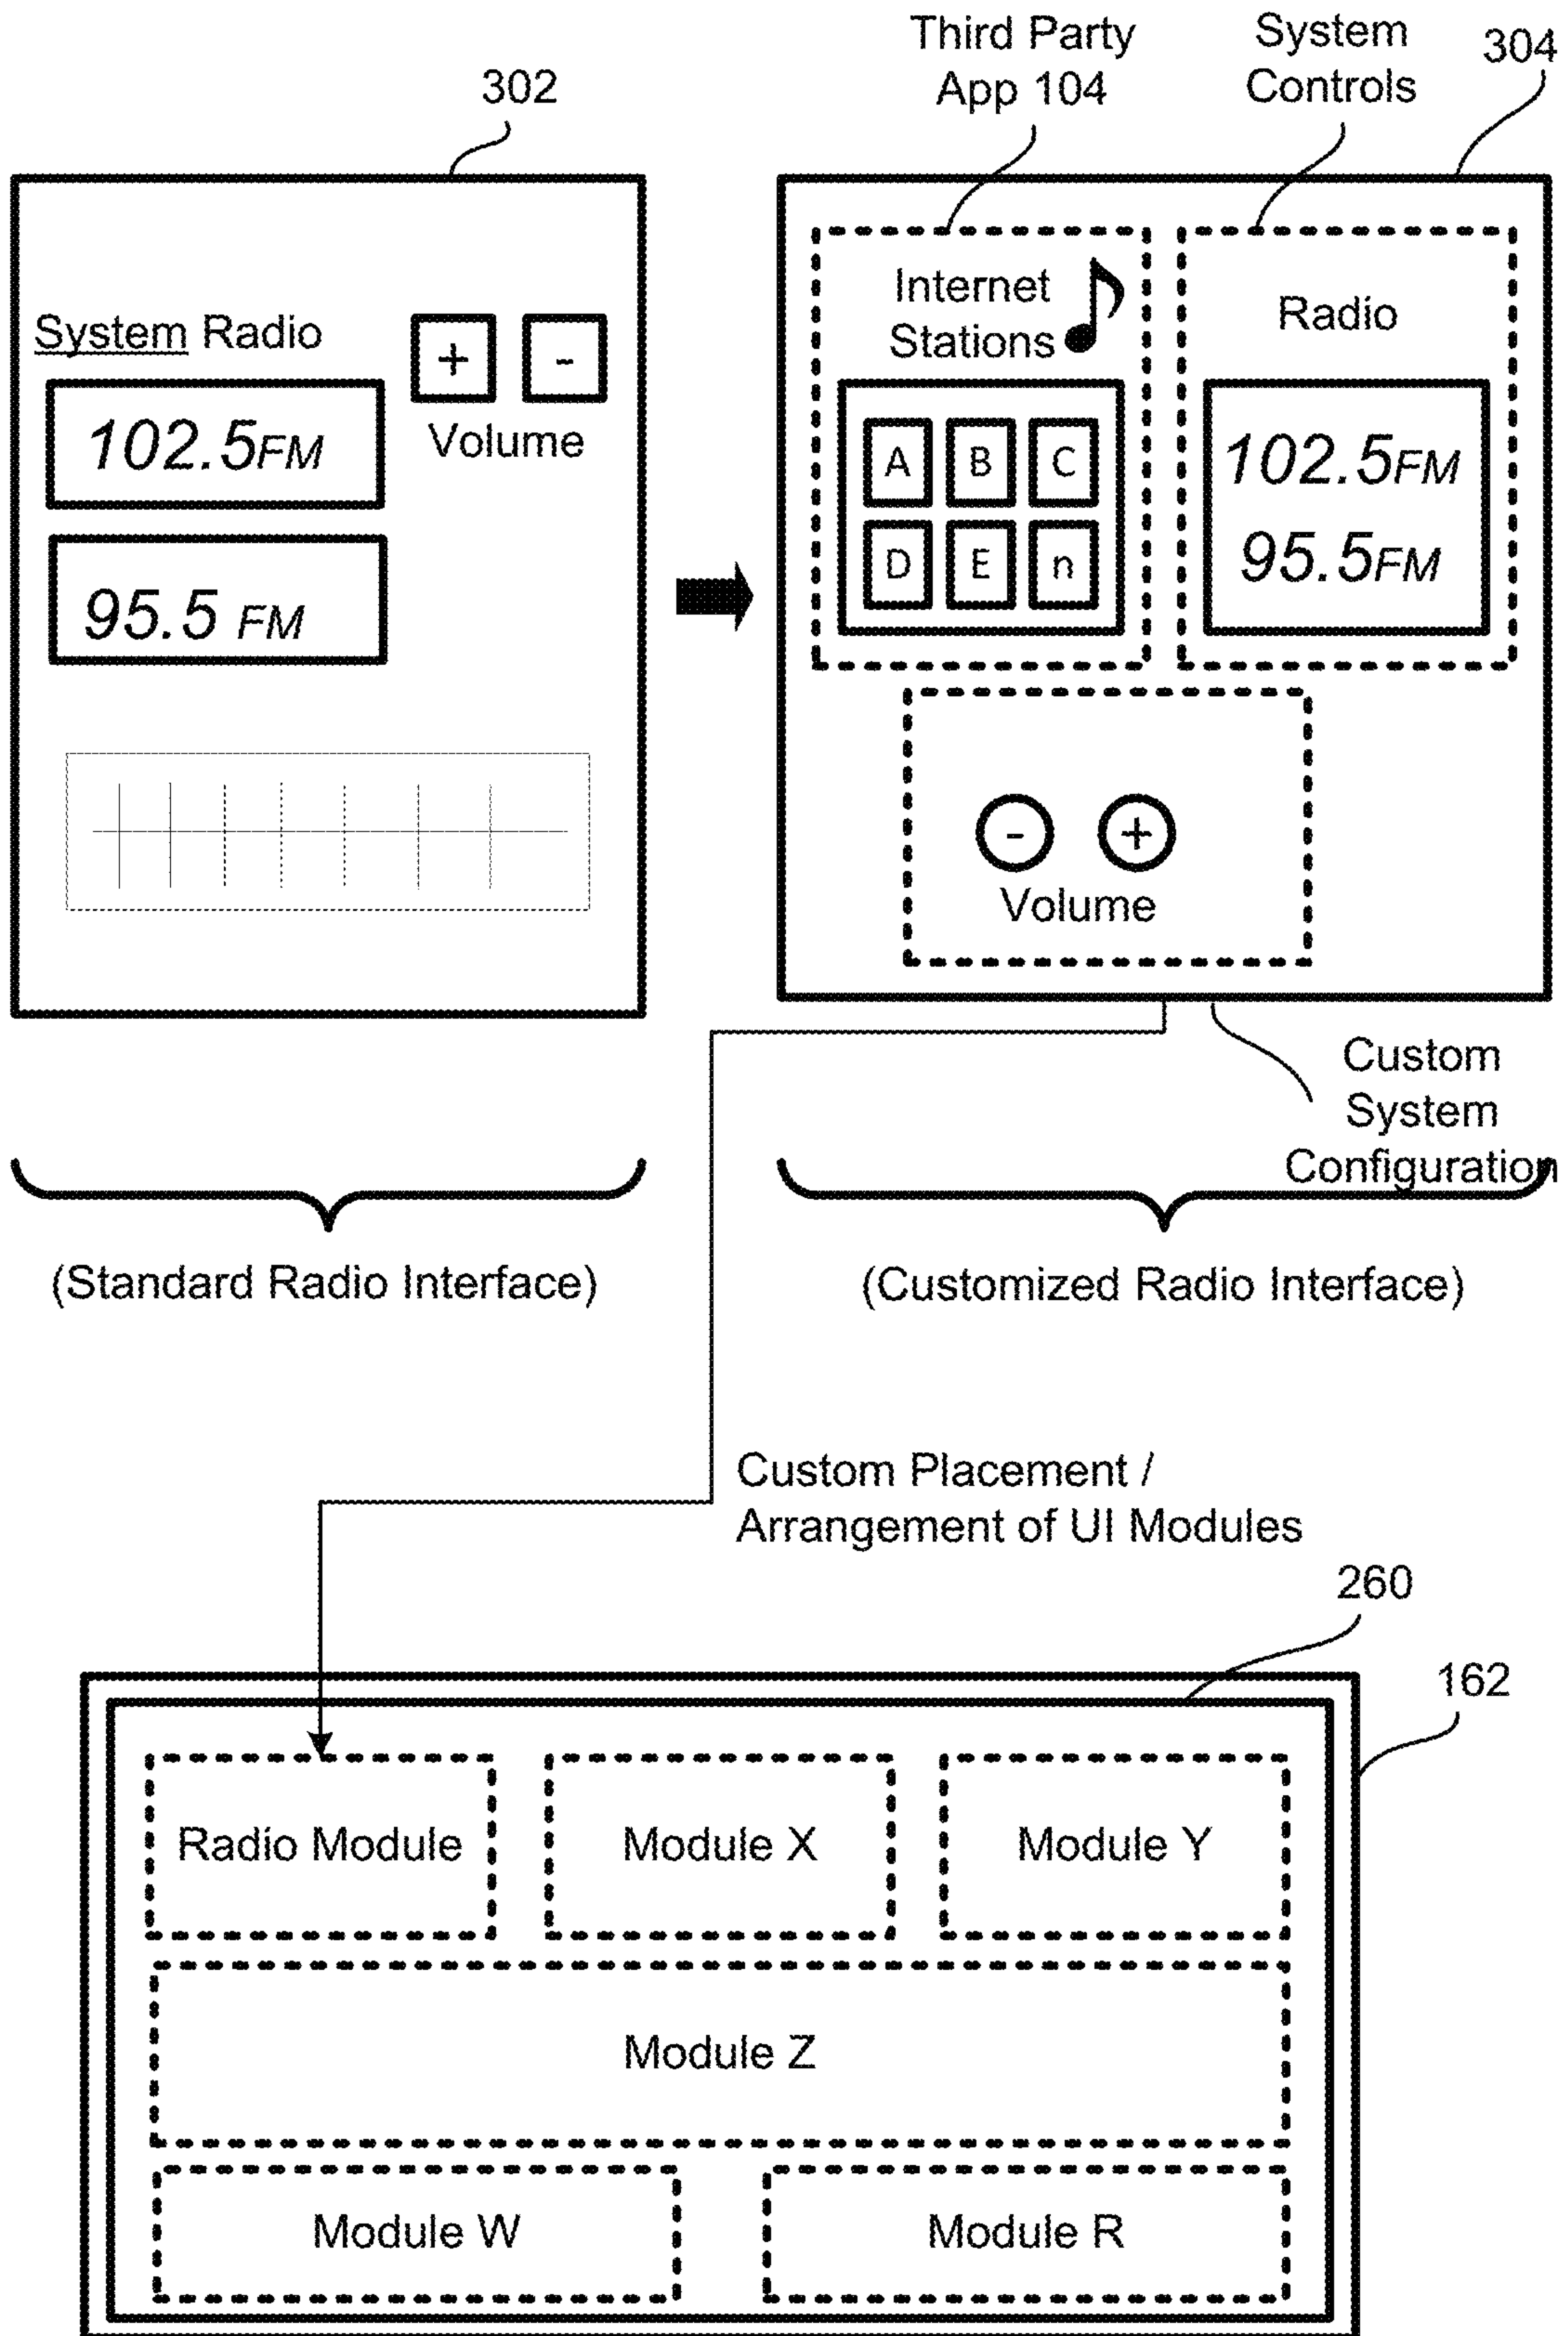 302
Third Party
App 104
System
Controls
304
System Radio
+ -
Volume
102.5FM
95.5 FM
Internet
Stations
A B C
D E n
Radio
102.5FM
95.5FM
- +
Volume
Custom
System
Configuration
(Standard Radio Interface)
(Customized Radio Interface)
Custom Placement /
Arrangement of UI Modules
260
162
Radio Module
Module X
Module Y
Module Z
Module W
Module R